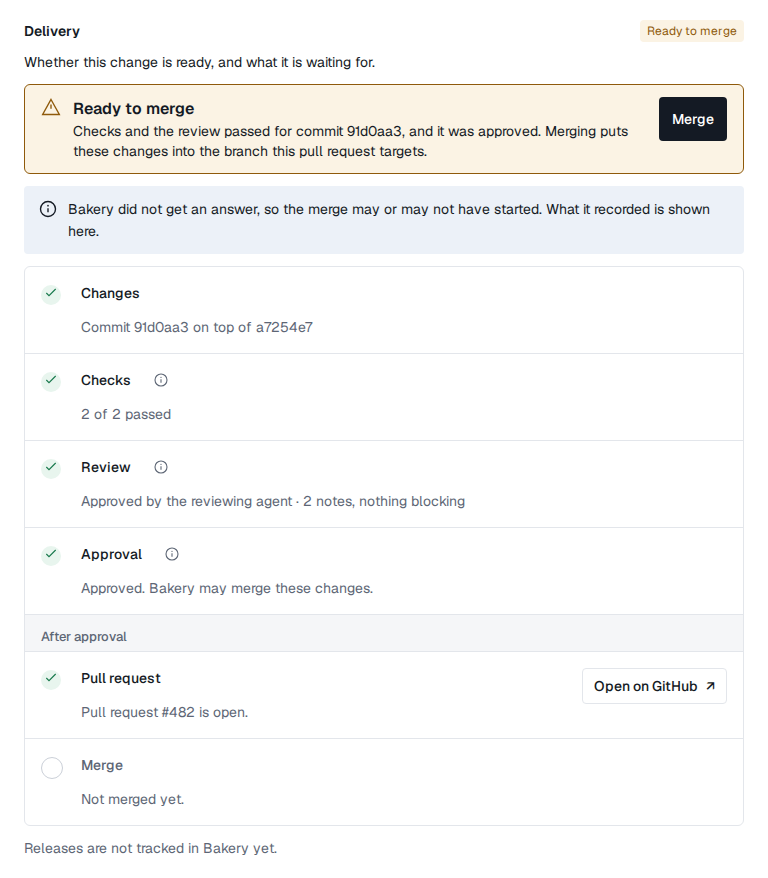 Delivery
Ready to merge
Whether this change is ready, and what it is waiting for.
Ready to merge
Checks and the review passed for commit 91d0aa3, and it was approved. Merging puts
these changes into the branch this pull request targets.
Merge
Bakery did not get an answer, so the merge may or may not have started. What it recorded is shown
here.
Changes
Commit 91d0aa3 on top of a7254e7
Checks
2 of 2 passed
Review
Approved by the reviewing agent · 2 notes, nothing blocking
Approval
Approved. Bakery may merge these changes.
After approval
Pull request
Open on GitHub
Pull request #482 is open.
Merge
Not merged yet.
Releases are not tracked in Bakery yet.